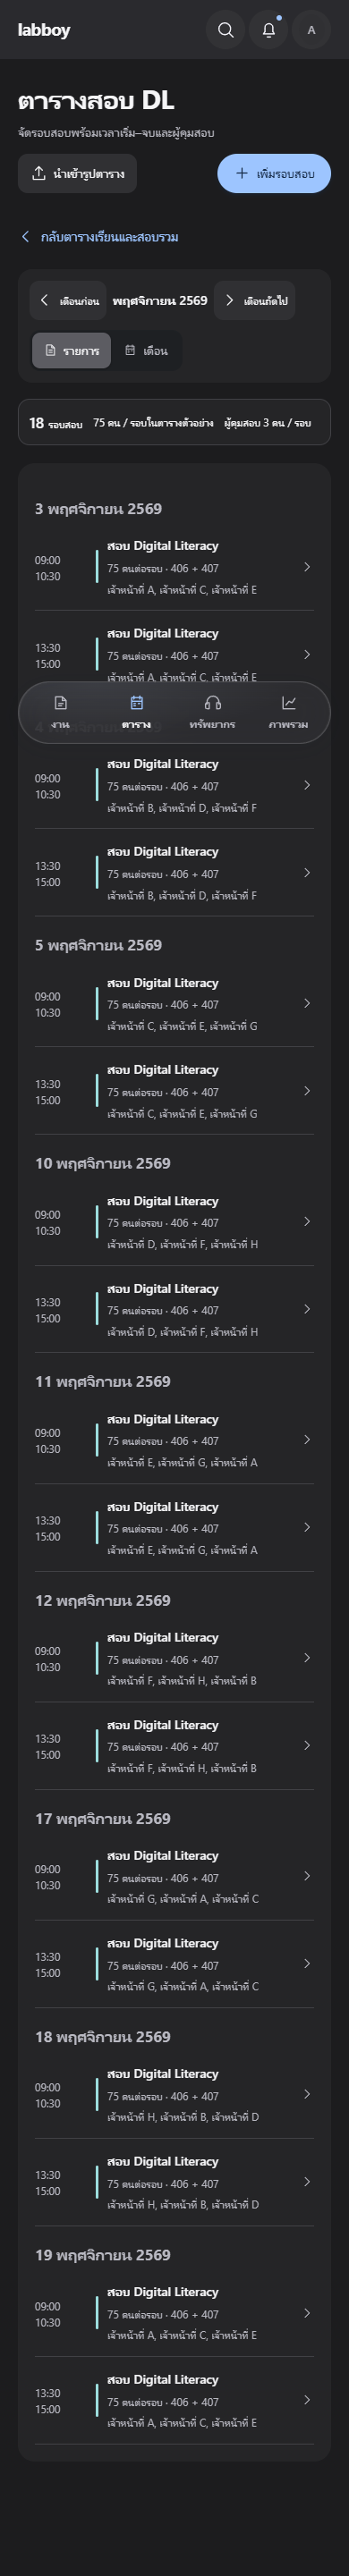 labboy
A
ตารางสอบ DL
จัดรอบสอบพร้อมเวลาเริ่ม–จบและผู้คุมสอบ
นำเข้ารูปตาราง
เพิ่มรอบสอบ
กลับตารางเรียนและสอบรวม
เดือนก่อน
พฤศจิกายน 2569
เดือนถัดไป
รายการ
เดือน
18 รอบสอบ 75 คน / รอบในตารางตัวอย่าง ผู้คุมสอบ 3 คน / รอบ
3 พฤศจิกายน 2569
09:00
10:30
สอบ Digital Literacy
75 คนต่อรอบ · 406 + 407
เจ้าหน้าที่ A, เจ้าหน้าที่ C, เจ้าหน้าที่ E
13:30
15:00
สอบ Digital Literacy
75 คนต่อรอบ · 406 + 407
เจ้าหน้าที่ A, เจ้าหน้าที่ C, เจ้าหน้าที่ E
งาน
ตาราง
ทรัพยากร
ภาพรวม
09:00
10:30
สอบ Digital Literacy
75 คนต่อรอบ · 406 + 407
เจ้าหน้าที่ B, เจ้าหน้าที่ D, เจ้าหน้าที่ F
13:30
15:00
สอบ Digital Literacy
75 คนต่อรอบ · 406 + 407
เจ้าหน้าที่ B, เจ้าหน้าที่ D, เจ้าหน้าที่ F
5 พฤศจิกายน 2569
09:00
10:30
สอบ Digital Literacy
75 คนต่อรอบ · 406 + 407
เจ้าหน้าที่ C, เจ้าหน้าที่ E, เจ้าหน้าที่ G
13:30
15:00
สอบ Digital Literacy
75 คนต่อรอบ · 406 + 407
เจ้าหน้าที่ C, เจ้าหน้าที่ E, เจ้าหน้าที่ G
10 พฤศจิกายน 2569
09:00
10:30
สอบ Digital Literacy
75 คนต่อรอบ · 406 + 407
เจ้าหน้าที่ D, เจ้าหน้าที่ F, เจ้าหน้าที่ H
13:30
15:00
สอบ Digital Literacy
75 คนต่อรอบ · 406 + 407
เจ้าหน้าที่ D, เจ้าหน้าที่ F, เจ้าหน้าที่ H
11 พฤศจิกายน 2569
09:00
10:30
สอบ Digital Literacy
75 คนต่อรอบ · 406 + 407
เจ้าหน้าที่ E, เจ้าหน้าที่ G, เจ้าหน้าที่ A
13:30
15:00
สอบ Digital Literacy
75 คนต่อรอบ · 406 + 407
เจ้าหน้าที่ E, เจ้าหน้าที่ G, เจ้าหน้าที่ A
12 พฤศจิกายน 2569
09:00
10:30
สอบ Digital Literacy
75 คนต่อรอบ · 406 + 407
เจ้าหน้าที่ F, เจ้าหน้าที่ H, เจ้าหน้าที่ B
13:30
15:00
สอบ Digital Literacy
75 คนต่อรอบ · 406 + 407
เจ้าหน้าที่ F, เจ้าหน้าที่ H, เจ้าหน้าที่ B
17 พฤศจิกายน 2569
09:00
10:30
สอบ Digital Literacy
75 คนต่อรอบ · 406 + 407
เจ้าหน้าที่ G, เจ้าหน้าที่ A, เจ้าหน้าที่ C
13:30
15:00
สอบ Digital Literacy
75 คนต่อรอบ · 406 + 407
เจ้าหน้าที่ G, เจ้าหน้าที่ A, เจ้าหน้าที่ C
18 พฤศจิกายน 2569
09:00
10:30
สอบ Digital Literacy
75 คนต่อรอบ · 406 + 407
เจ้าหน้าที่ H, เจ้าหน้าที่ B, เจ้าหน้าที่ D
13:30
15:00
สอบ Digital Literacy
75 คนต่อรอบ · 406 + 407
เจ้าหน้าที่ H, เจ้าหน้าที่ B, เจ้าหน้าที่ D
19 พฤศจิกายน 2569
09:00
10:30
สอบ Digital Literacy
75 คนต่อรอบ · 406 + 407
เจ้าหน้าที่ A, เจ้าหน้าที่ C, เจ้าหน้าที่ E
13:30
15:00
สอบ Digital Literacy
75 คนต่อรอบ · 406 + 407
เจ้าหน้าที่ A, เจ้าหน้าที่ C, เจ้าหน้าที่ E